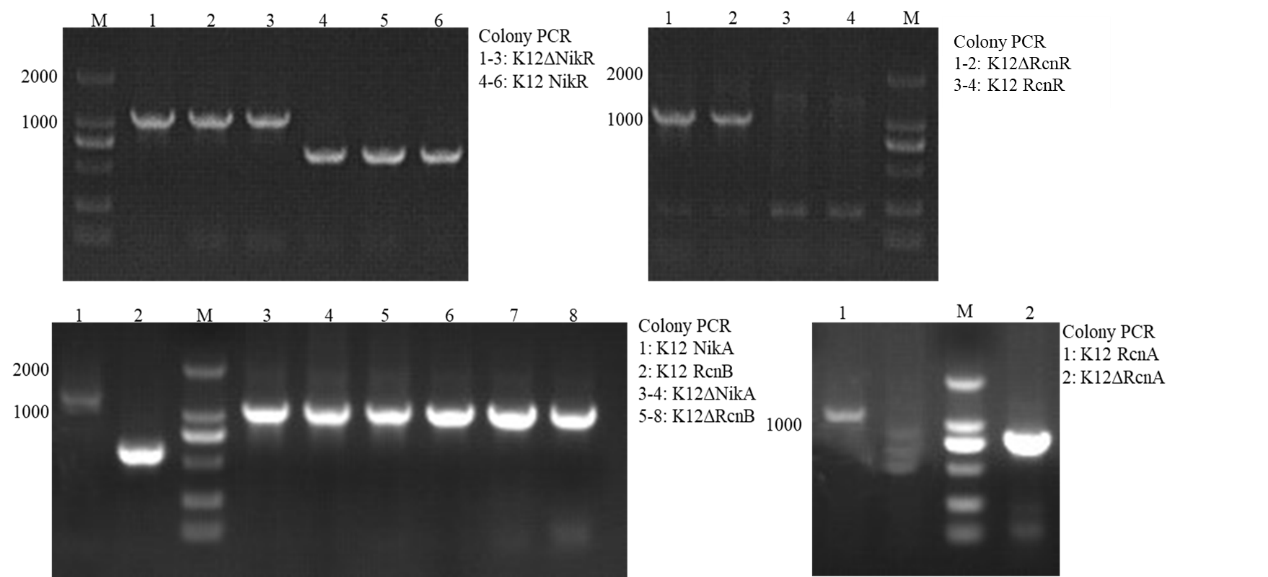 M 1 2 3 4 5 6
2000
1000
Colony PCR
1-3: K12ΔNikR
4-6: K12 NikR
1 2 3 4 M
2000
1000
Colony PCR
1-2: K12ΔRcnR
3-4: K12 RcnR
1 2 M 3 4 5 6 7 8
2000
1000
Colony PCR
1: K12 NikA
2: K12 RcnB
3-4: K12ΔNikA
5-8: K12ΔRcnB
1 M 2
1000
Colony PCR
1: K12 RcnA
2: K12ΔRcnA